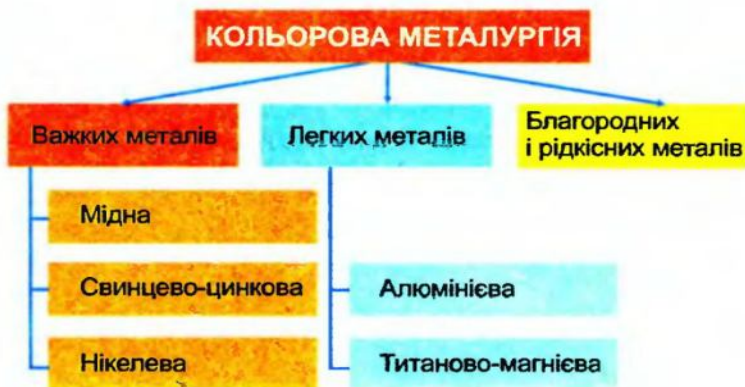 КОЛЬОРОВА МЕТАЛУРГІЯ
Важких металів
Легких металів
Благородних
і рідкісних металів
Мідна
Свинцево-цинкова
Нікелева
Алюмінієва
Титаново-магнієва